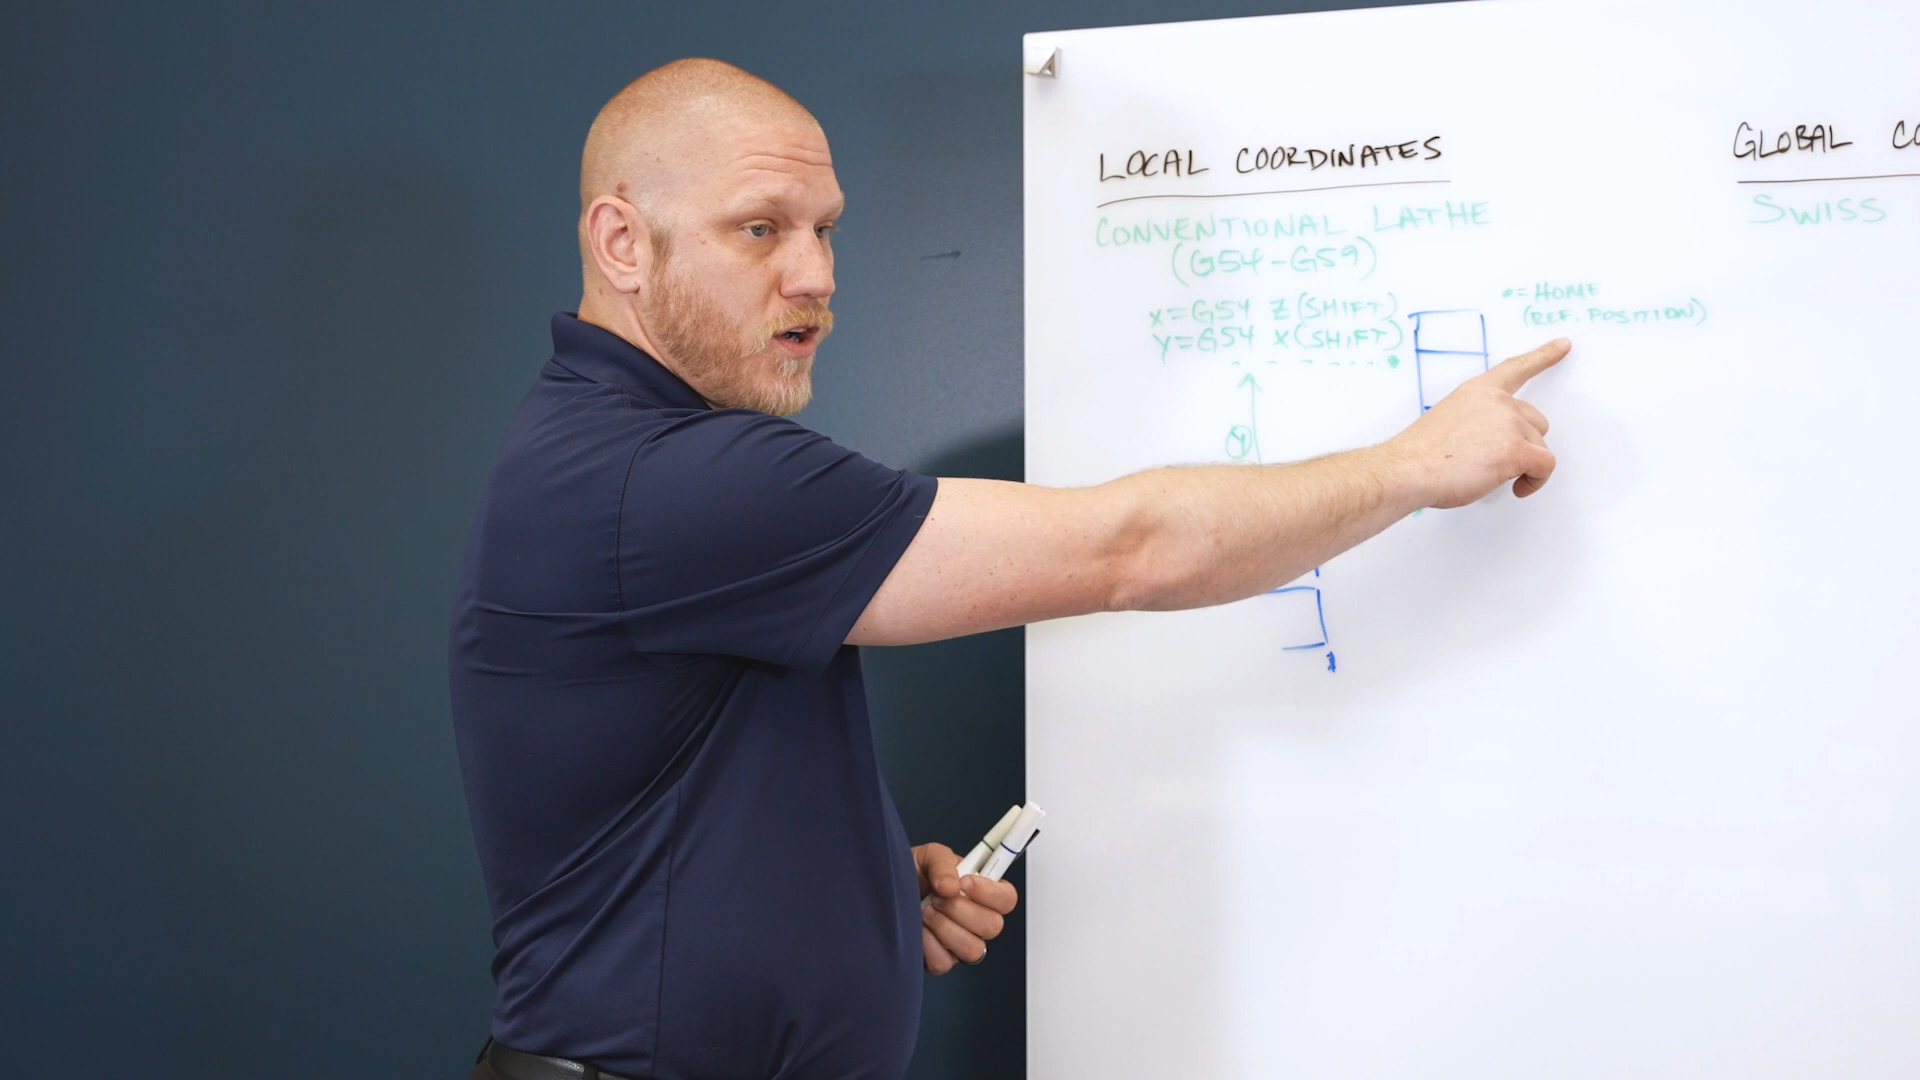 LOCAL COORDINATES
CONVENTIONAL LATHE
(G54-G59)
X=G54 Z(SHIFT)
Y=G54 X(SHIFT)
Y
•=HOME
(REF. POSITION)
GLOBAL CO
SWISS